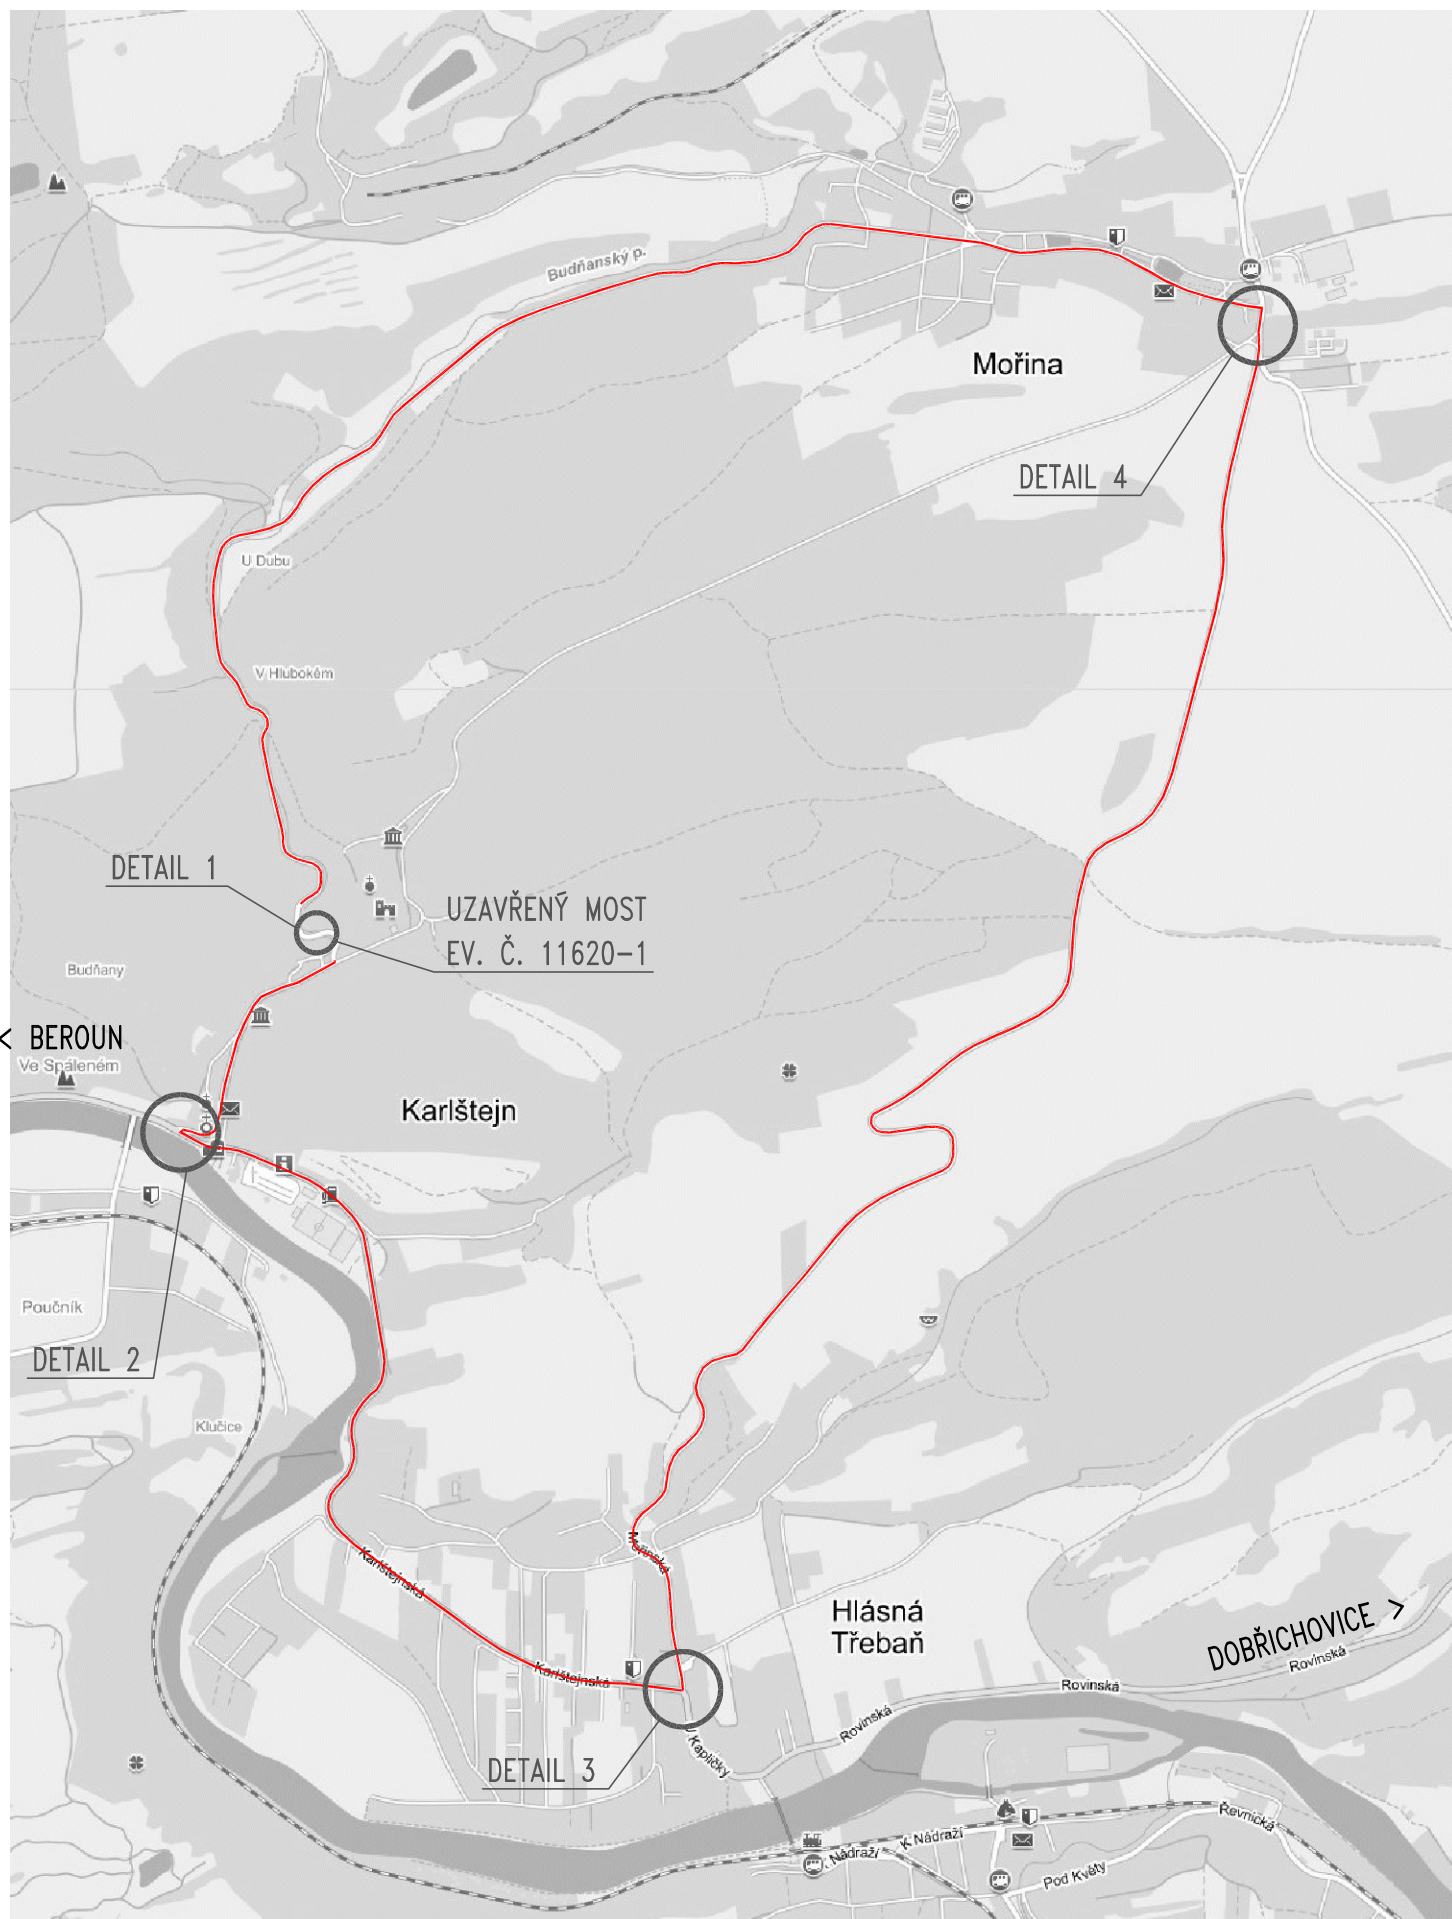 Budňanský p.
Mořina
DETAIL 4
U Dubu
V Hlubokém
DETAIL 1
UZAVŘENÝ MOST
EV. Č. 11620-1
Budňany
< BEROUN
Ve Spáleném
Karlštejn
Poučník
DETAIL 2
Klučice
Mořinská
Karlštejnská
Hlásná
Třebaň
DOBŘICHOVICE >
Karlštejnská
Rovinská
Rovinská
Rovinská
U Kapličky
DETAIL 3
Řevnická
K Nádraží
Nádraží
Pod Květy